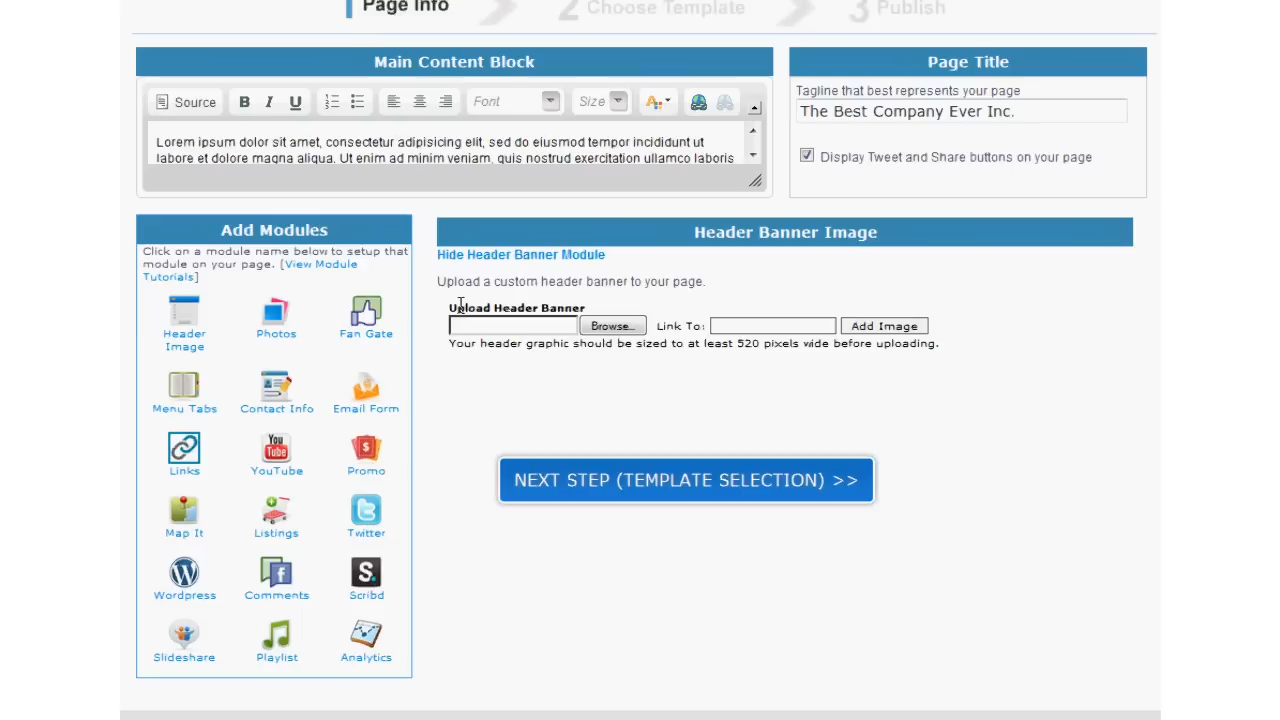 Page Info 2 Choose Template 3 Publish
Main Content Block
Page Title
Source B I U Font Size A
Tagline that best represents your page
The Best Company Ever Inc.
Lorem ipsum dolor sit amet, consectetur adipisicing elit, sed do eiusmod tempor incididunt ut
labore et dolore magna aliqua. Ut enim ad minim veniam, quis nostrud exercitation ullamco laboris
Display Tweet and Share buttons on your page
Add Modules
Click on a module name below to setup that
module on your page. [View Module
Tutorials]
Header
Image
Photos
Fan Gate
Menu Tabs
Contact Info
Email Form
Links
You
Tube
YouTube
Promo
Map It
Listings
Twitter
Wordpress
Comments
S.
Scribd
Slideshare
Playlist
Analytics
Header Banner Image
Hide Header Banner Module
Upload a custom header banner to your page.
Upload Header Banner
Browse... Link To: Add Image
Your header graphic should be sized to at least 520 pixels wide before uploading.
NEXT STEP (TEMPLATE SELECTION) >>